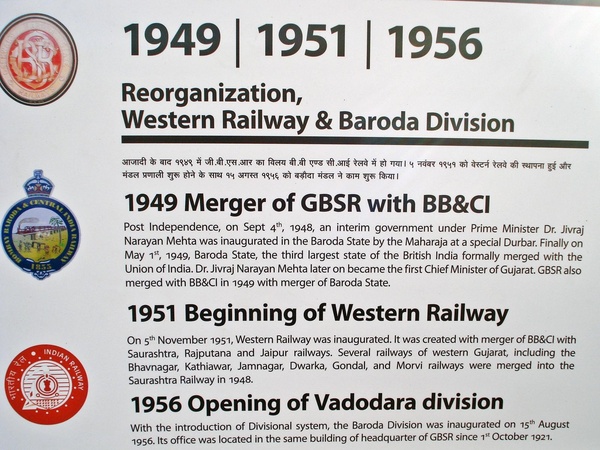 1949 | 1951 | 1956
Reorganization,
Western Railway & Baroda Division
आजादी के बाद १९४९ में जी.बी.एस.आर का विलय बी.बी एण्ड सी.आई रेलवे में हो गया। ५ नवंबर १९५१ को वेस्टर्न रेलवे की स्थापना हुई और
मंडल प्रणाली शुरू होने के साथ १५ अगस्त १९५६ को बड़ौदा मंडल ने काम शुरू किया।
1949 Merger of GBSR with BB&CI
Post Independence, on Sept 4th, 1948, an interim government under Prime Minister Dr. Jivraj
Narayan Mehta was inaugurated in the Baroda State by the Maharaja at a special Durbar. Finally on
May 1st, 1949, Baroda State, the third largest state of the British India formally merged with the
Union of India. Dr. Jivraj Narayan Mehta later on became the first Chief Minister of Gujarat. GBSR also
merged with BB&CI in 1949 with merger of Baroda State.
BOMBAY BARODA & CENTRAL INDIA RAILWAY
1855
1951 Beginning of Western Railway
On 5th November 1951, Western Railway was inaugurated. It was created with merger of BB&CI with
Saurashtra, Rajputana and Jaipur railways. Several railways of western Gujarat, including the
Bhavnagar, Kathiawar, Jamnagar, Dwarka, Gondal, and Morvi railways were merged into the
Saurashtra Railway in 1948.
भारतीय रेल INDIAN RAILWAY
1956 Opening of Vadodara division
With the introduction of Divisional system, the Baroda Division was inaugurated on 15th August
1956. Its office was located in the same building of headquarter of GBSR since 1st October 1921.